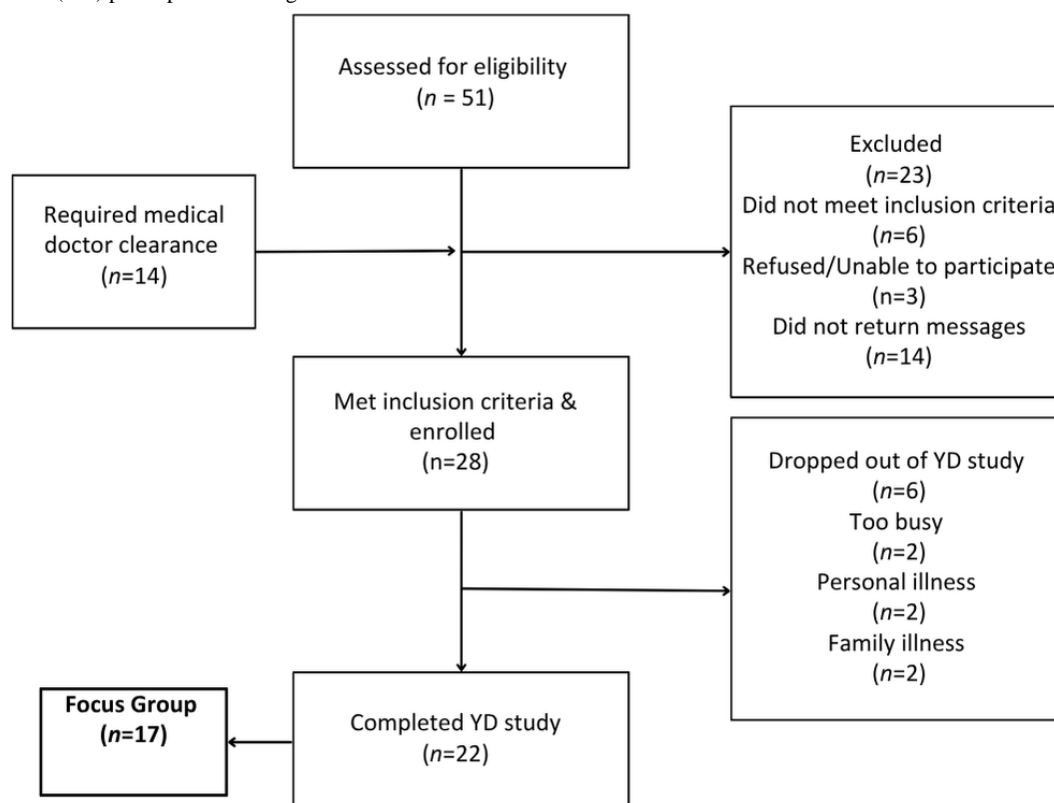 Assessed for eligibility
(n = 51)
Excluded
(n=23)
Did not meet inclusion criteria
(n=6)
Refused/Unable to participate
(n=3)
Did not return messages
(n=14)
Required medical
doctor clearance
(n=14)
Met inclusion criteria &
enrolled
(n=28)
Dropped out of YD study
(n=6)
Too busy
(n=2)
Personal illness
(n=2)
Family illness
(n=2)
Completed YD study
(n=22)
Focus Group
(n=17)